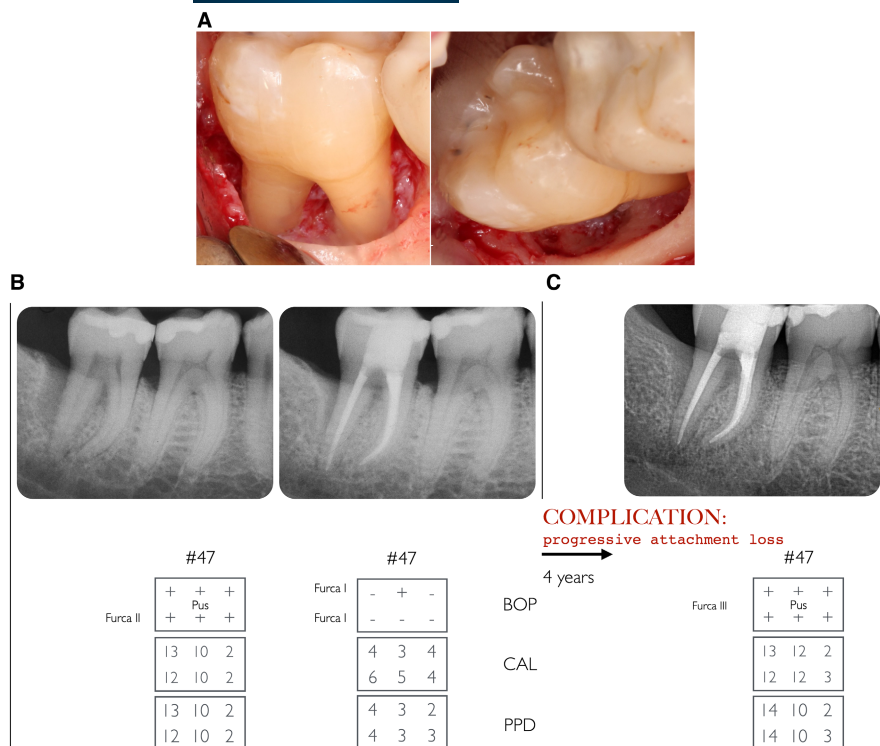 A
B
C
COMPLICATION:
progressive attachment loss
4 years
#47
+ + +
Pus
Furca II
+ + +
13 10 2
12 10 2
13 10 2
12 10 2
#47
Furca I
- + -
Furca I
- - -
4 3 4
6 5 4
4 3 2
4 3 3
BOP
CAL
PPD
#47
+ + +
Furca III
Pus
+ + +
13 12 2
12 12 3
14 10 2
14 10 3